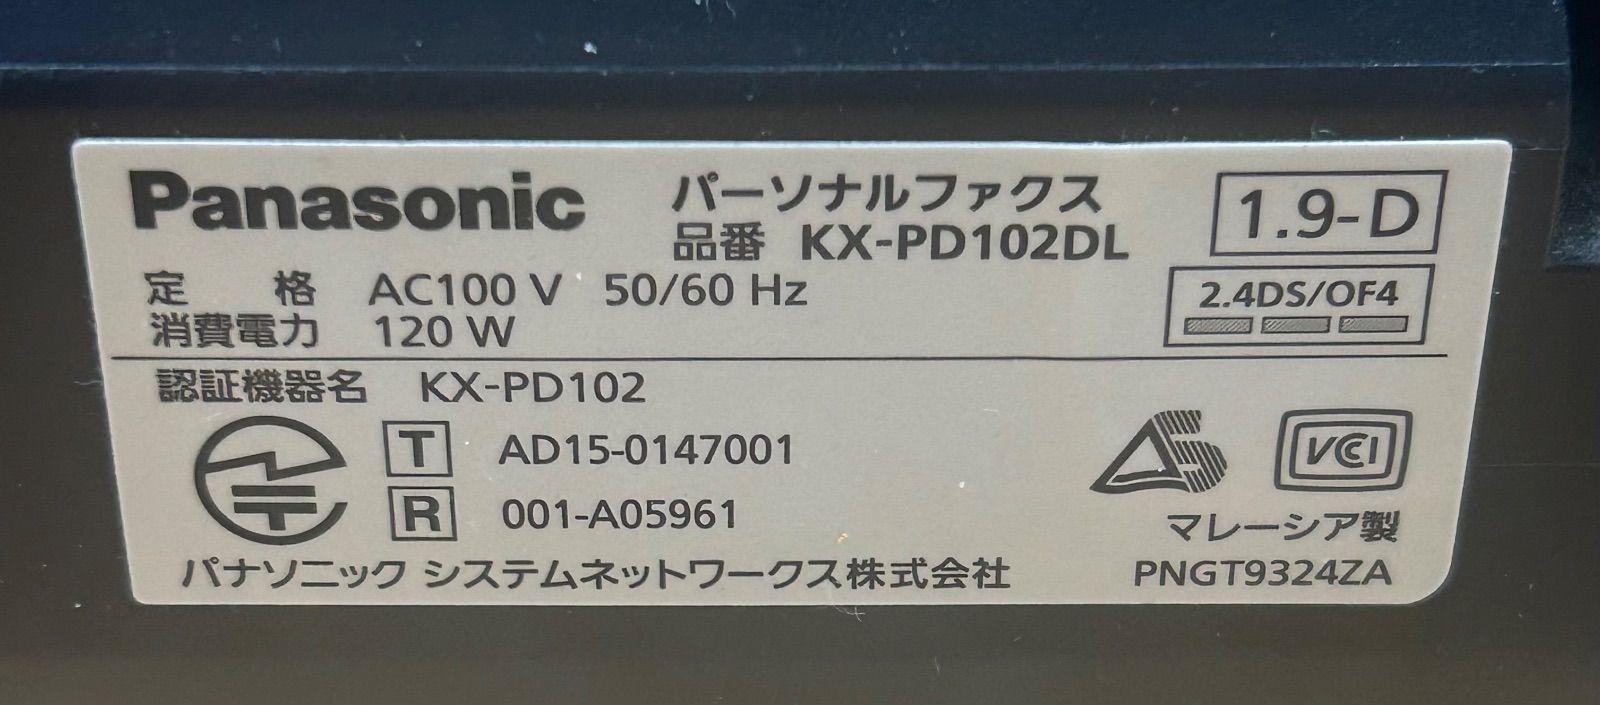 Panasonic
パーソナルファクス
品番 KX-PD102DL
1.9-D
2.4DS/OF4
定 格 AC100 V 50/60 Hz
消費電力 120 W
認証機器名 KX-PD102
T AD15-0147001
R 001-A05961
VCCI
マレーシア製
パナソニック システムネットワークス株式会社
PNGT9324ZA